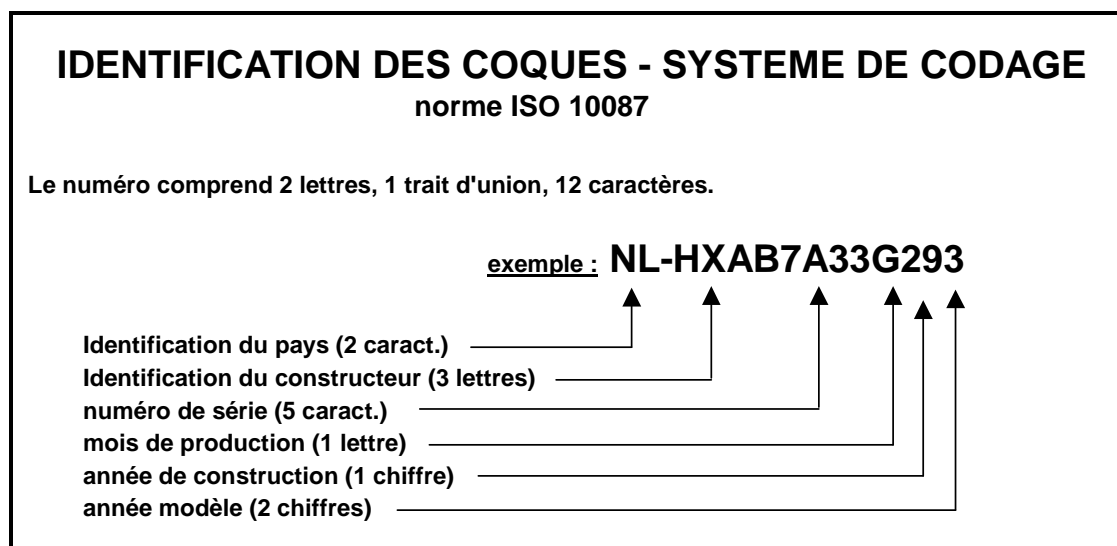 IDENTIFICATION DES COQUES - SYSTEME DE CODAGE
norme ISO 10087
Le numéro comprend 2 lettres, 1 trait d'union, 12 caractères.
exemple : NL-HXAB7A33G293
Identification du pays (2 caract.)
Identification du constructeur (3 lettres)
numéro de série (5 caract.)
mois de production (1 lettre)
année de construction (1 chiffre)
année modèle (2 chiffres)